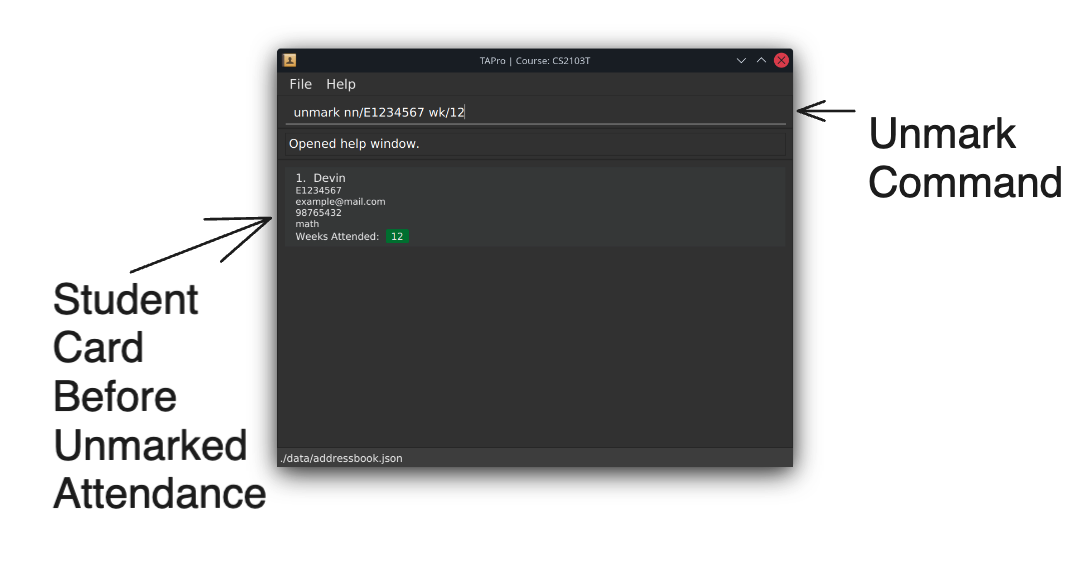 TAPro | Course: CS2103T
File Help
unmark nn/E1234567 wk/12
Opened help window.
1. Devin
E1234567
example@mail.com
98765432
math
Weeks Attended: 12
./data/addressbook.json
Unmark
Command
Student
Card
Before
Unmarked
Attendance